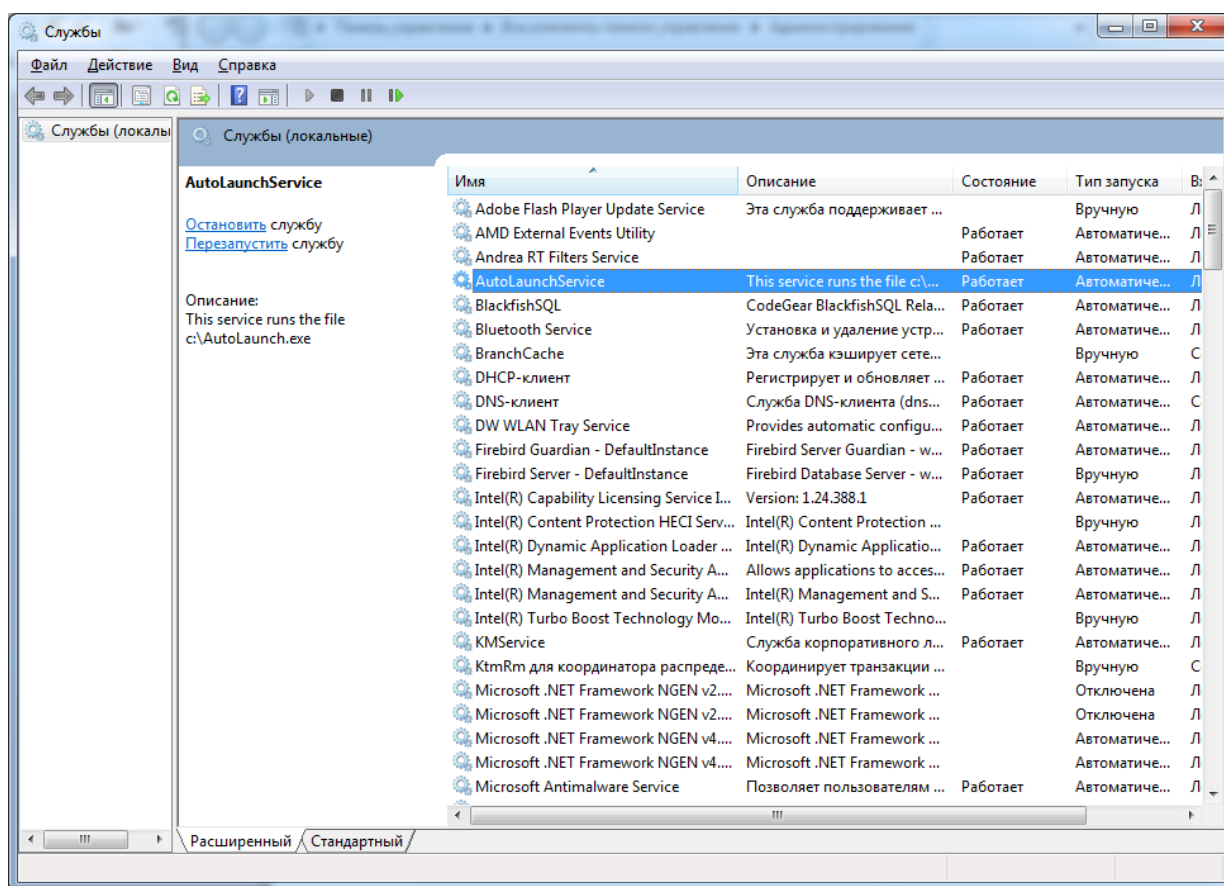 Службы
Файл Действие Вид Справка
Службы (локалы
Службы (локальные)
AutoLaunchService
Остановить службу
Перезапустить службу
Описание:
This service runs the file
c:\AutoLaunch.exe
Имя Описание Состояние Тип запуска
Adobe Flash Player Update Service Эта служба поддерживает ... Вручную Л
AMD External Events Utility Работает Автоматиче... Л
Andrea RT Filters Service Работает Автоматиче... Л
AutoLaunchService This service runs the file c:\... Работает Автоматиче... Л
BlackfishSQL CodeGear BlackfishSQL Rela... Работает Автоматиче... Л
Bluetooth Service Установка и удаление устр... Работает Автоматиче... Л
BranchCache Эта служба кэширует сете... Вручную С
DHCP-клиент Регистрирует и обновляет ... Работает Автоматиче... Л
DNS-клиент Служба DNS-клиента (dns... Работает Автоматиче... С
DW WLAN Tray Service Provides automatic configu... Работает Автоматиче... Л
Firebird Guardian - DefaultInstance Firebird Server Guardian - w... Работает Автоматиче... Л
Firebird Server - DefaultInstance Firebird Database Server - w... Работает Вручную Л
Intel(R) Capability Licensing Service I... Version: 1.24.388.1 Работает Автоматиче... Л
Intel(R) Content Protection HECI Serv... Intel(R) Content Protection ... Вручную Л
Intel(R) Dynamic Application Loader ... Intel(R) Dynamic Applicatio... Работает Автоматиче... Л
Intel(R) Management and Security A... Allows applications to acces... Работает Автоматиче... Л
Intel(R) Management and Security A... Intel(R) Management and S... Работает Автоматиче... Л
Intel(R) Turbo Boost Technology Mo... Intel(R) Turbo Boost Techno... Вручную Л
KMService Служба корпоративного л... Работает Автоматиче... Л
KtmRm для координатора распреде... Координирует транзакции ... Вручную С
Microsoft .NET Framework NGEN v2.... Microsoft .NET Framework ... Отключена Л
Microsoft .NET Framework NGEN v2.... Microsoft .NET Framework ... Отключена Л
Microsoft .NET Framework NGEN v4.... Microsoft .NET Framework ... Автоматиче... Л
Microsoft .NET Framework NGEN v4.... Microsoft .NET Framework ... Автоматиче... Л
Microsoft Antimalware Service Позволяет пользователям ... Работает Автоматиче... Л
Расширенный Стандартный